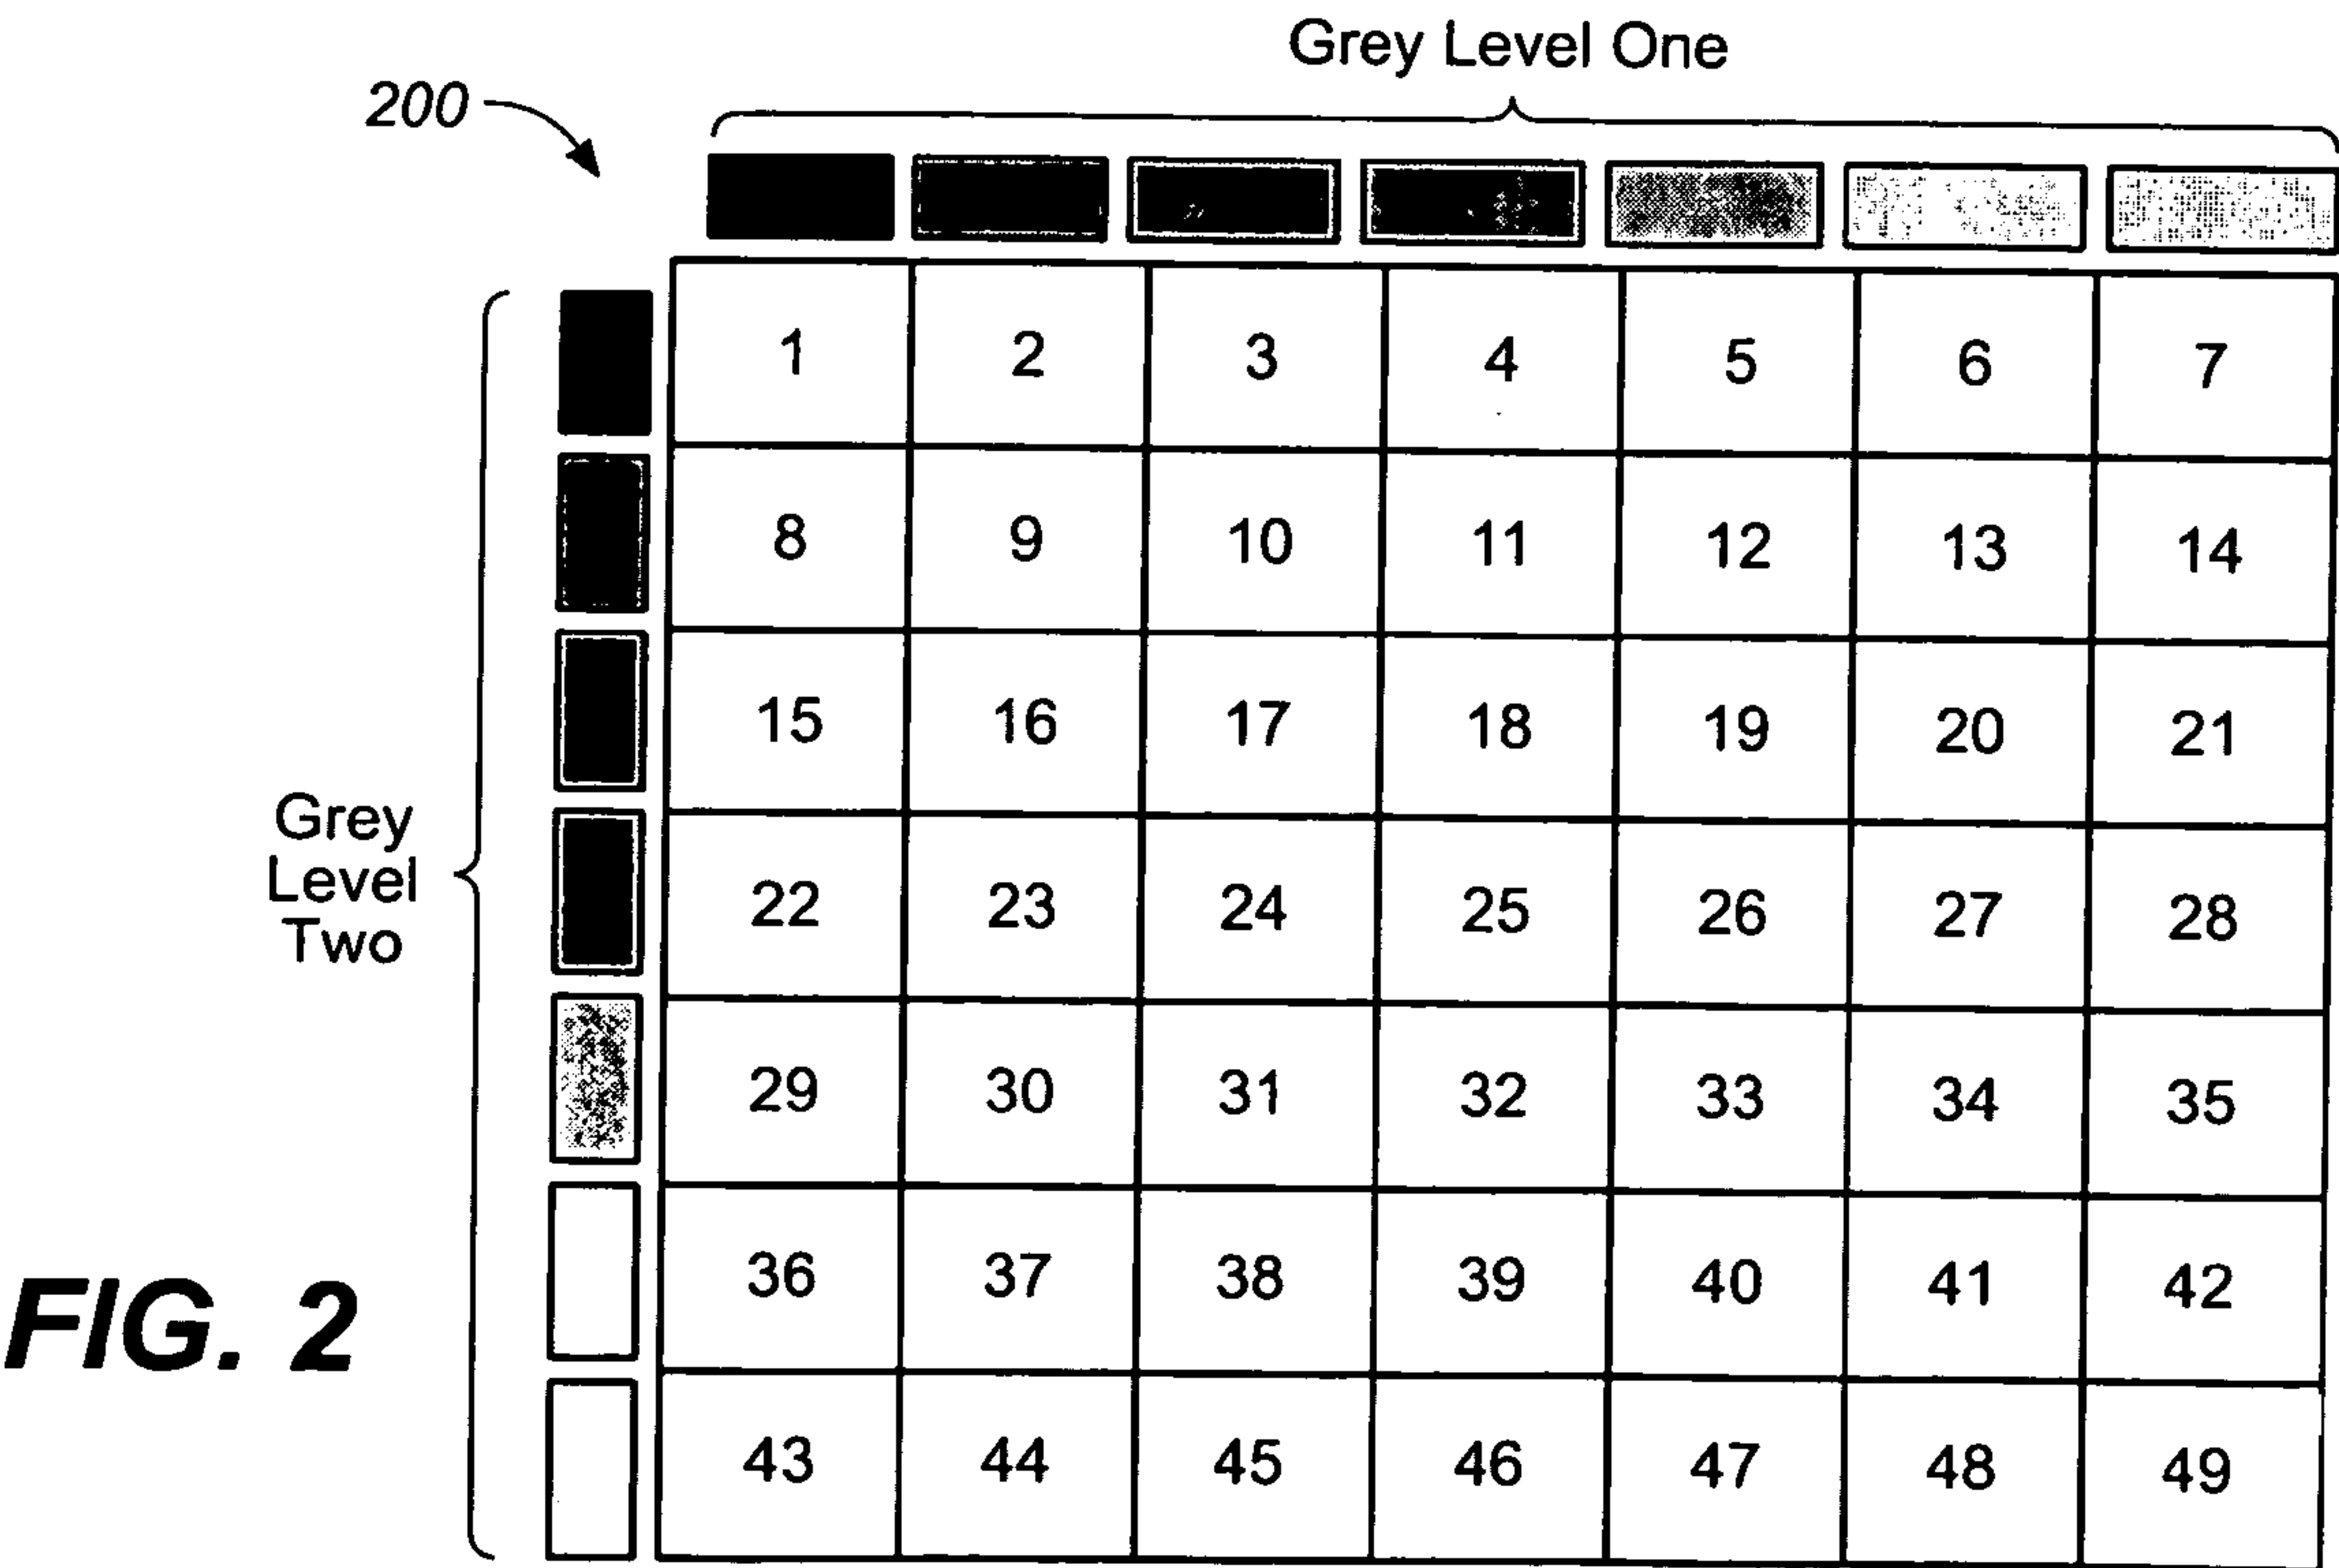 Grey Level One
200
1 2 3 4 5 6 7
8 9 10 11 12 13 14
15 16 17 18 19 20 21
Grey
Level
Two
22 23 24 25 26 27 28
29 30 31 32 33 34 35
36 37 38 39 40 41 42
FIG. 2
43 44 45 46 47 48 49